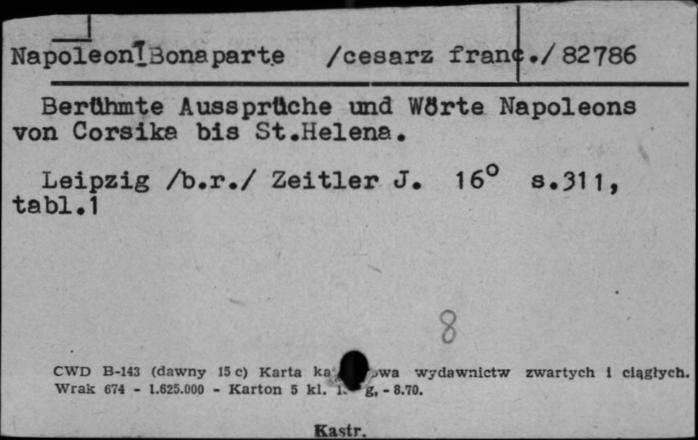 Napoleon I Bonaparte /cesarz franc./ 82786
Berühmte Aussprüche und Wörte Napoleons
von Corsika bis St.Helena.
Leipzig /b.r./ Zeitler J. 16° s.311,
tabl.1
8
CWD B-143 (dawny 15 c) Karta wydawnictw zwartych i ciągłych.
Wrak 674 - 1.625.000 - Karton 5 kl. g, - 8.70.
Kastr.